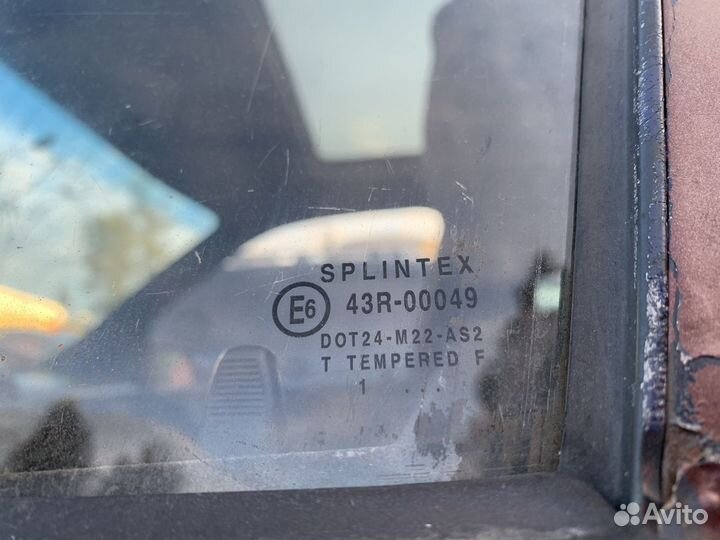 SPLINTEX
E6 43R-00049
DOT24-M22-AS2
T TEMPERED F
1 . . .
Avito